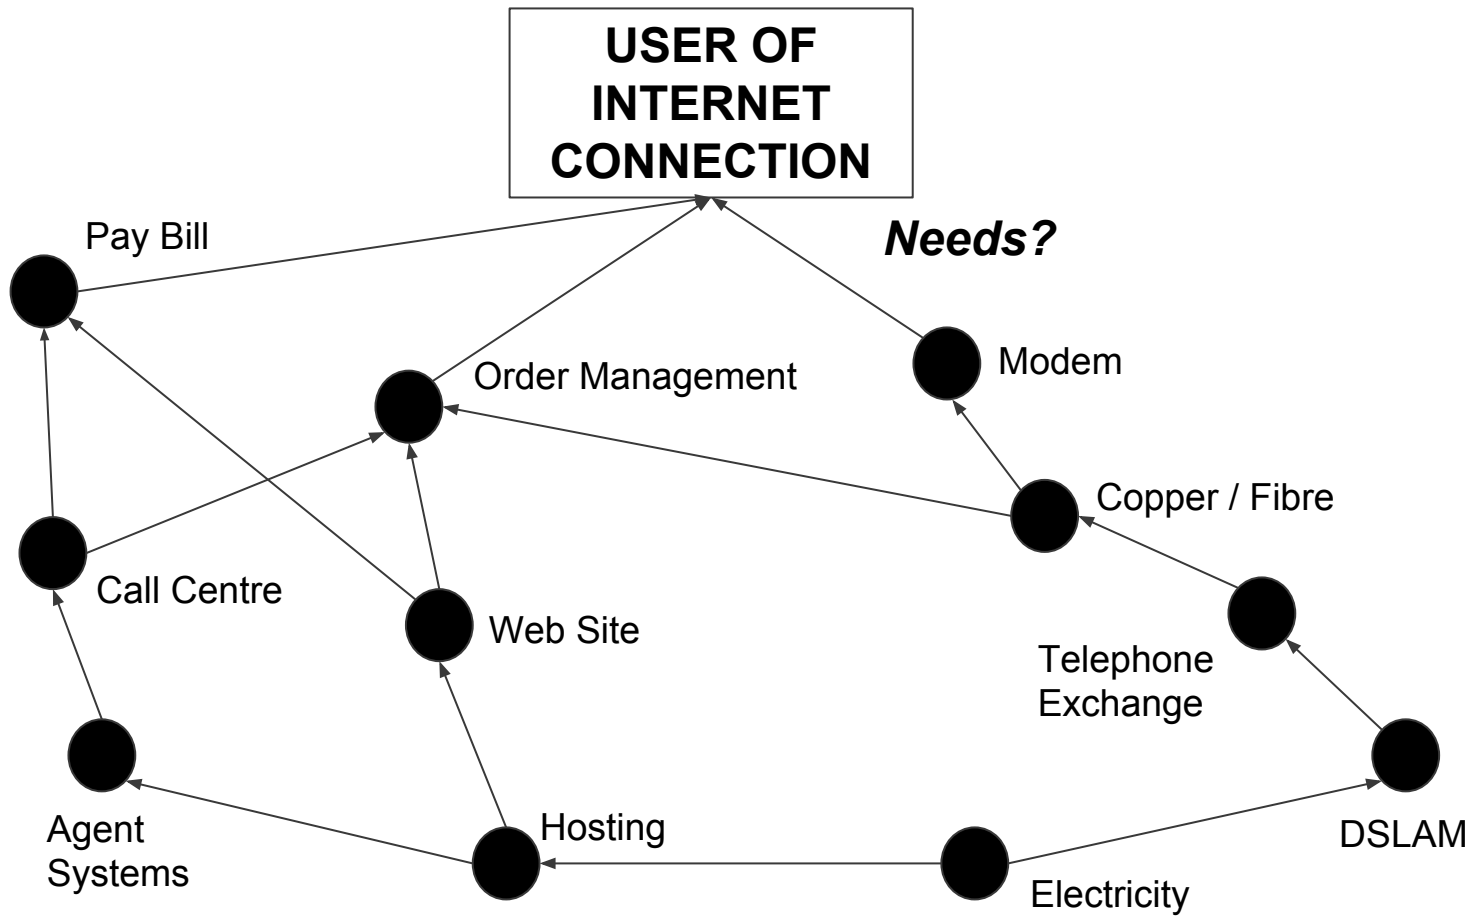 USER OF
INTERNET
CONNECTION
Pay Bill
Needs?
Order Management
Modem
Copper / Fibre
Call Centre
Web Site
Telephone
Exchange
Agent
Systems
Hosting
DSLAM
Electricity